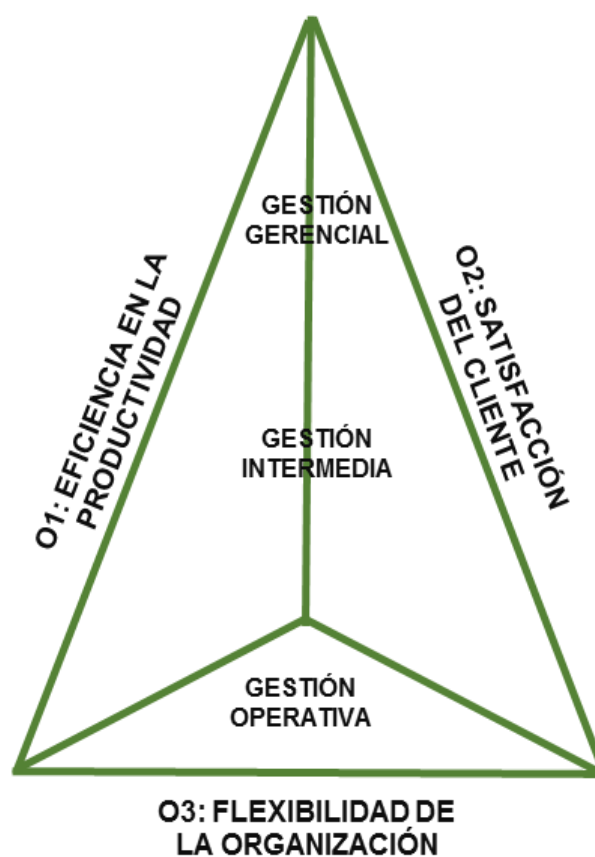 GESTIÓN
GERENCIAL
O1: EFICIENCIA EN LA
PRODUCTIVIDAD
O2: SATISFACCIÓN
DEL CLIENTE
GESTIÓN
INTERMEDIA
GESTIÓN
OPERATIVA
O3: FLEXIBILIDAD DE
LA ORGANIZACIÓN